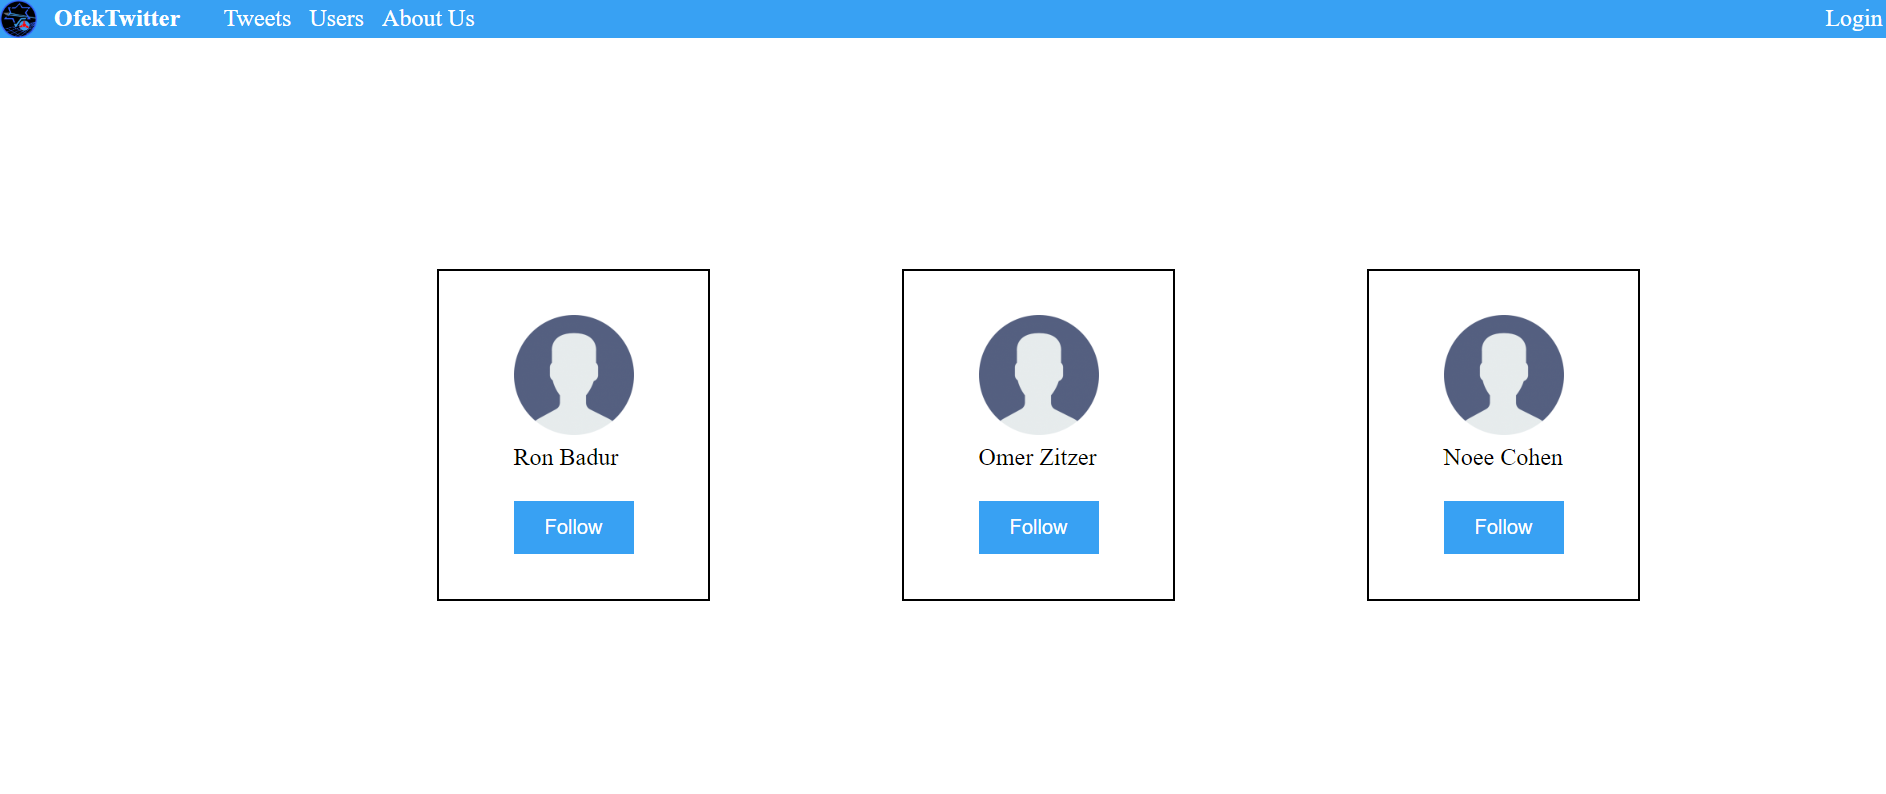 OfekTwitter Tweets Users About Us Login
Ron Badur Omer Zitzer Noee Cohen
Follow Follow Follow